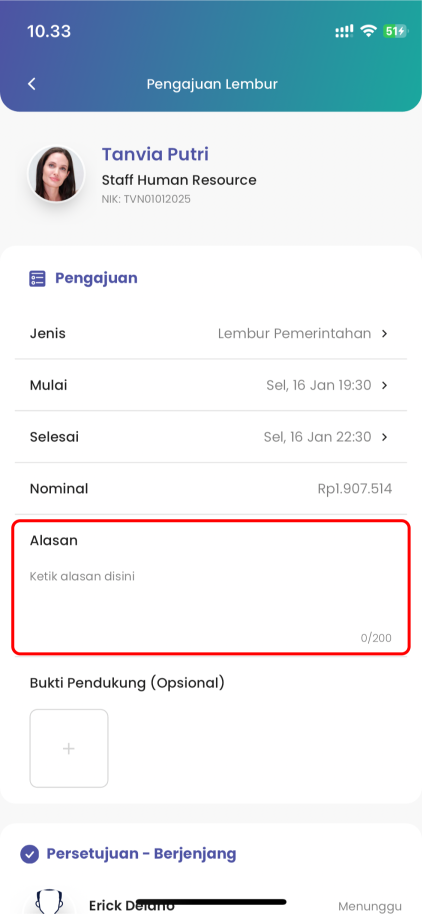 10.33
51
Pengajuan Lembur
Tanvia Putri
Staff Human Resource
NIK: TVN01012025
Pengajuan
Jenis Lembur Pemerintahan
Mulai Sel, 16 Jan 19:30
Selesai Sel, 16 Jan 22:30
Nominal Rp1.907.514
Alasan
Ketik alasan disini
0/200
Bukti Pendukung (Opsional)
+
Persetujuan - Berjenjang
Erick Delano Menunggu